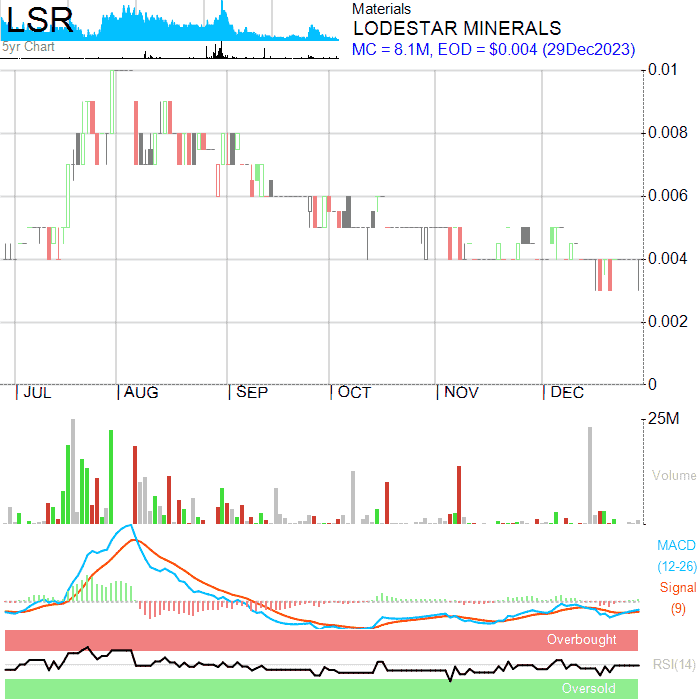 LSR
5yr Chart
Materials
LODESTAR MINERALS
MC = 8.1M, EOD = $0.004 (29Dec2023)
0.01
0.008
0.006
0.004
0.002
0
JUL AUG SEP OCT NOV DEC
25M
Volume
MACD
(12-26)
Signal
(9)
Overbought
RSI(14)
Oversold